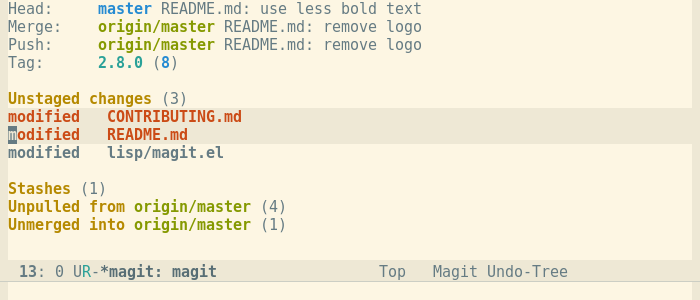 Head:     master README.md: use less bold text
Merge:    origin/master README.md: remove logo
Push:     origin/master README.md: remove logo
Tag:      2.8.0 (8)
Unstaged changes (3)
modified   CONTRIBUTING.md
modified   README.md
modified   lisp/magit.el
Stashes (1)
Unpulled from origin/master (4)
Unmerged into origin/master (1)
13: 0 UR-*magit: magit                  Top   Magit Undo-Tree